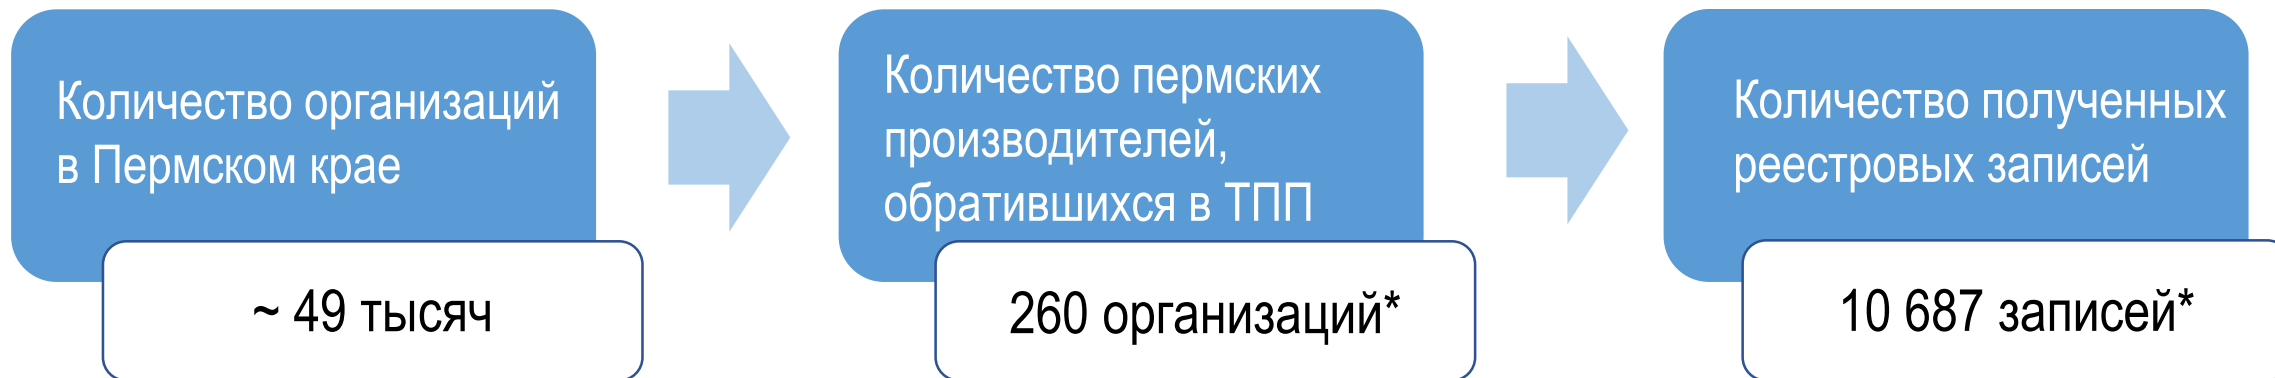 Количество организаций
в Пермском крае
~ 49 тысяч
Количество пермских
производителей,
обратившихся в ТПП
260 организаций*
Количество полученных
реестровых записей
10 687 записей*